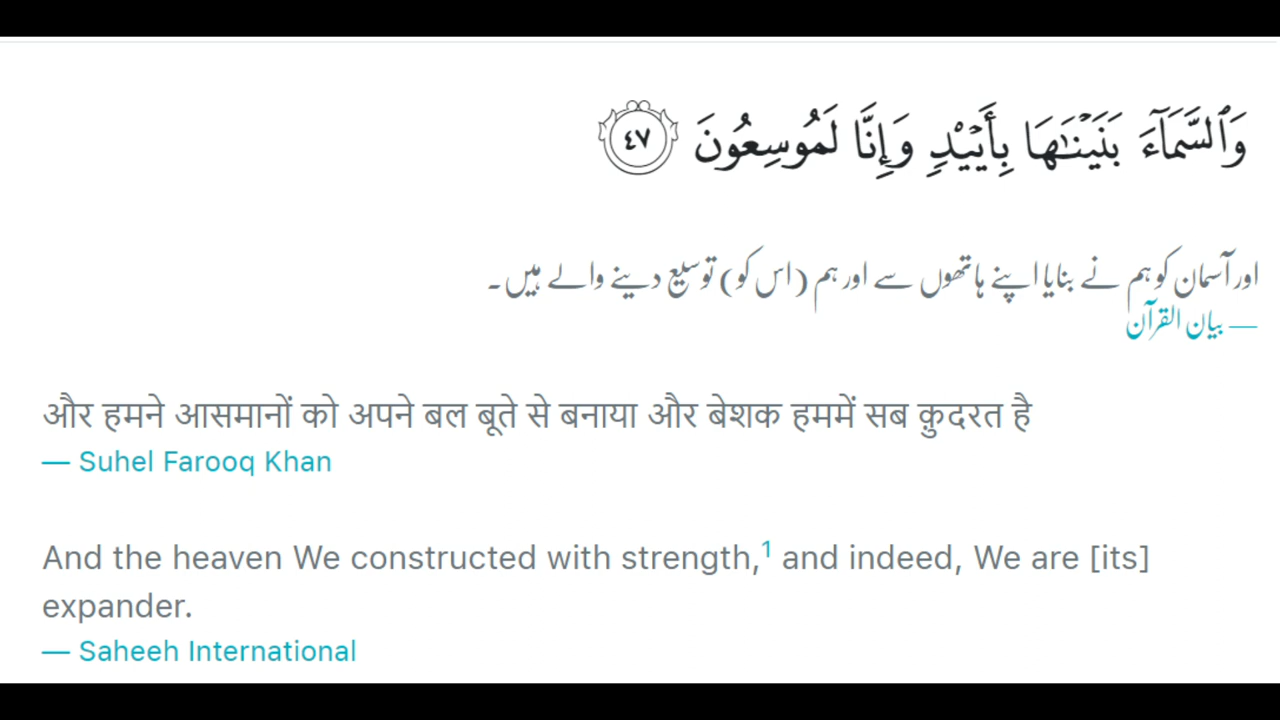 وَٱلسَّمَآءَ بَنَيْنَـٰهَا بِأَيْي۟دٍ وَإِنَّا لَمُوسِعُونَ ٤٧
اور آسمان کو ہم نے بنایا اپنے ہاتھوں سے اور ہم (اس کو) توسیع دینے والے ہیں۔
— بیان القرآن
और हमने आसमानों को अपने बल बूते से बनाया और बेशक हममें सब क़ुदरत है
— Suhel Farooq Khan
And the heaven We constructed with strength,1 and indeed, We are [its]
expander.
— Saheeh International